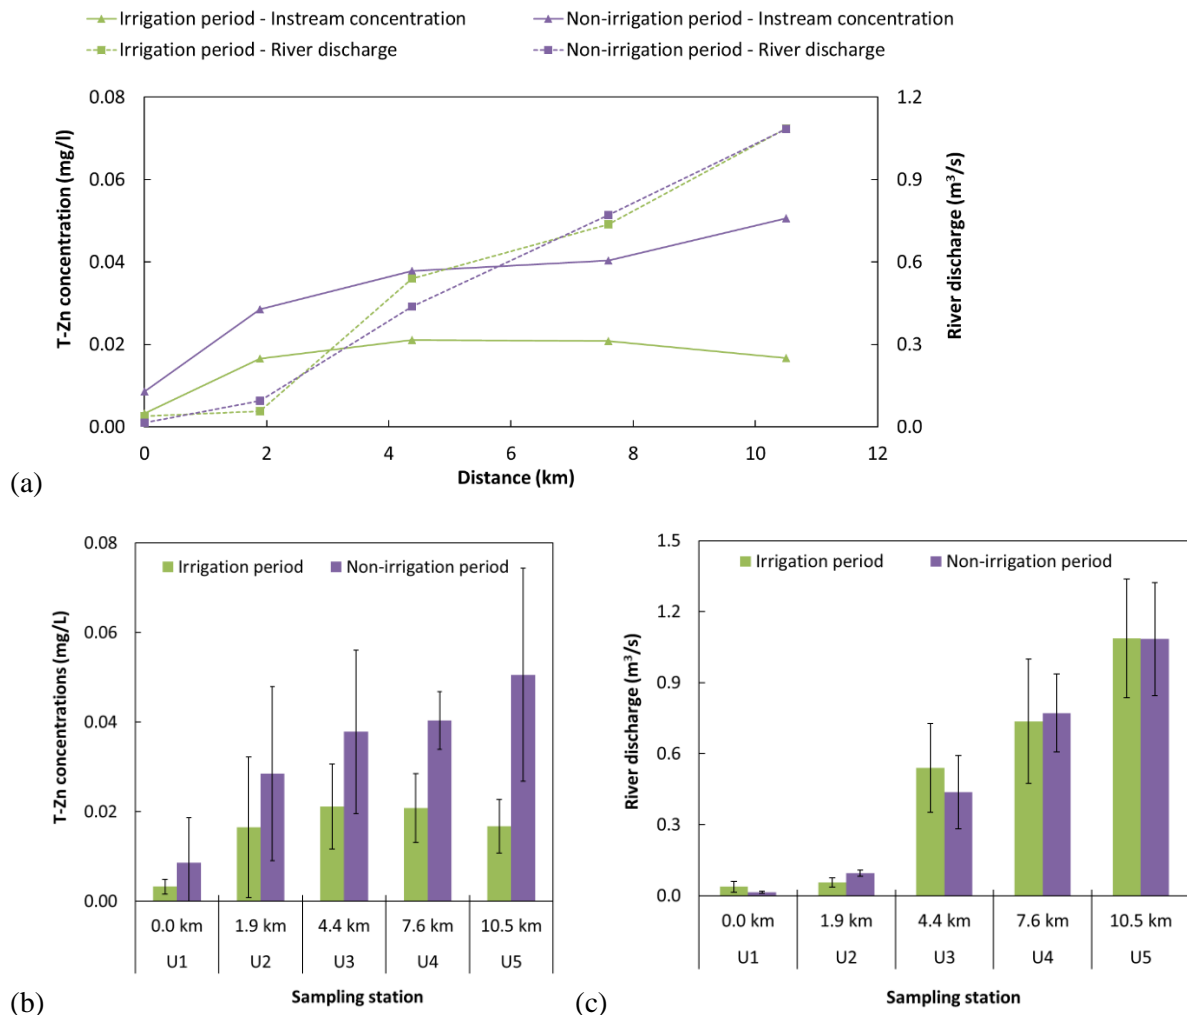 Irrigation period - Instream concentration
Non-irrigation period - Instream concentration
Irrigation period - River discharge
Non-irrigation period - River discharge
T-Zn concentration (mg/l)
0.08
0.06
0.04
0.02
0.00
River discharge (m³/s)
1.2
0.9
0.6
0.3
0.0
0 2 4 6 8 10 12
Distance (km)
(a)
T-Zn concentrations (mg/L)
0.08
0.06
0.04
0.02
0.00
Irrigation period Non-irrigation period
0.0 km 1.9 km 4.4 km 7.6 km 10.5 km
U1 U2 U3 U4 U5
Sampling station
(b)
River discharge (m³/s)
1.5
1.2
0.9
0.6
0.3
0.0
Irrigation period Non-irrigation period
0.0 km 1.9 km 4.4 km 7.6 km 10.5 km
U1 U2 U3 U4 U5
Sampling station
(c)